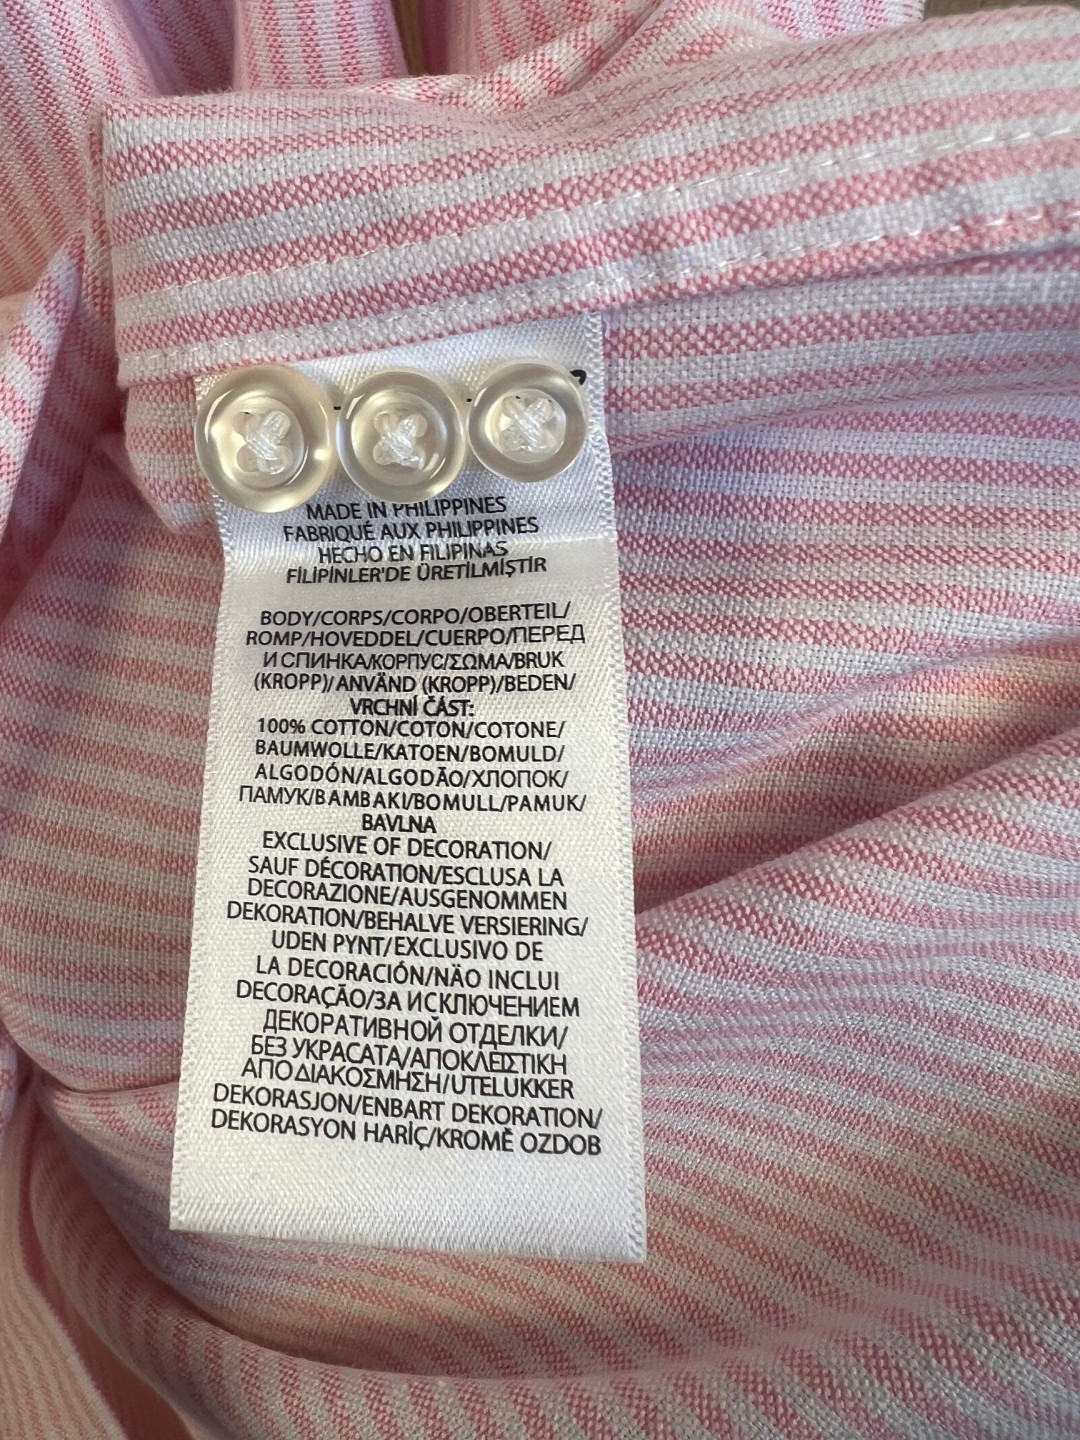 MADE IN PHILIPPINES
FABRIQUÉ AUX PHILIPPINES
HECHO EN FILIPINAS
FİLİPİNLER'DE ÜRETİLMİŞTİR
BODY/CORPS/CORPO/OBERTEIL/
ROMP/HOVEDDEL/CUERPO/ПЕРЕД
И СПИНКА/КОРПУС/ΣΩΜΑ/BRUK
(KROPP)/ANVÄND (KROPP)/BEDEN/
VRCHNÍ ČÁST:
100% COTTON/COTON/COTONE/
BAUMWOLLE/KATOEN/BOMULD/
ALGODÓN/ALGODÃO/ХЛОПОК/
ПАМУК/ΒΑΜΒΑΚΙ/BOMULL/PAMUK/
BAVLNA
EXCLUSIVE OF DECORATION/
SAUF DÉCORATION/ESCLUSA LA
DECORAZIONE/AUSGENOMMEN
DEKORATION/BEHALVE VERSIERING/
UDEN PYNT/EXCLUSIVO DE
LA DECORACIÓN/NÃO INCLUI
DECORAÇÃO/ЗА ИСКЛЮЧЕНИЕМ
ДЕКОРАТИВНОЙ ОТДЕЛКИ/
БЕЗ УКРАСАТА/ΑΠΟΚΛΕΙΣΤΙΚΗ
ΑΠΟ ΔΙΑΚΟΣΜΗΣΗ/UTELUKKER
DEKORASJON/ENBART DEKORATION/
DEKORASYON HARİÇ/KROMĚ OZDOB